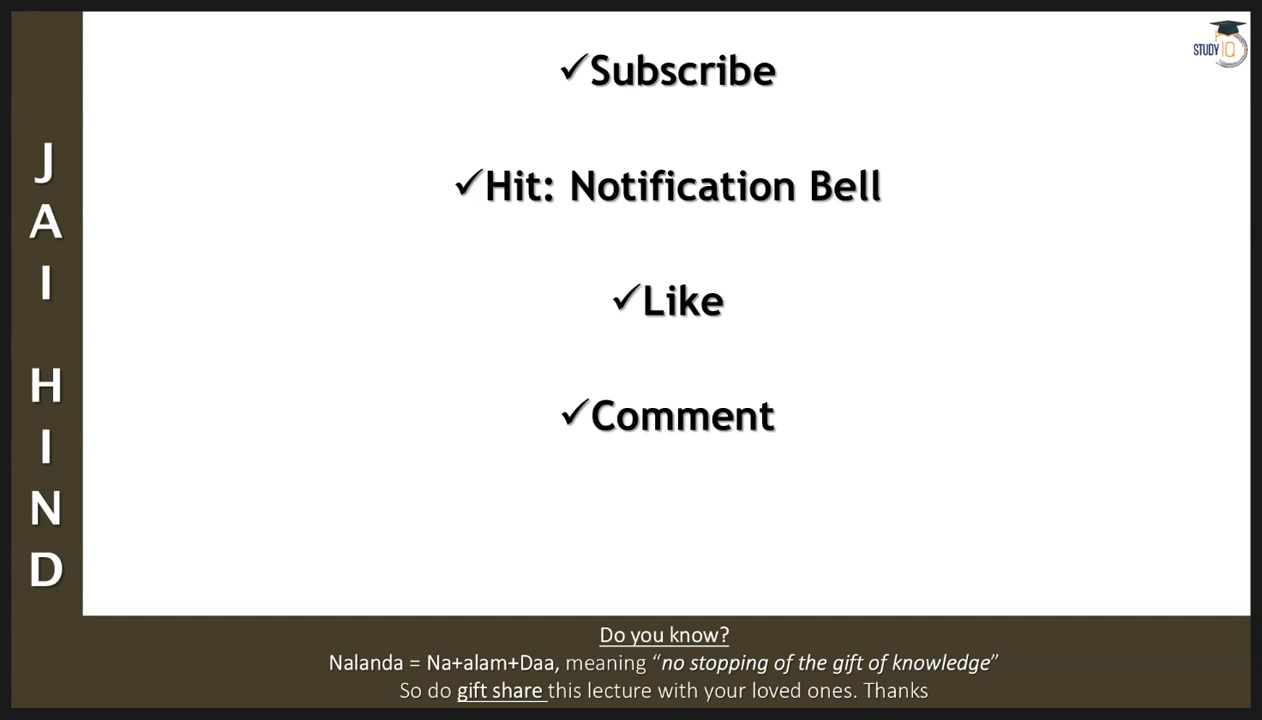 STUDY IQ
✓Subscribe
✓Hit: Notification Bell
✓Like
✓Comment
JAI HIND
Do you know?
Nalanda = Na+alam+Daa, meaning “no stopping of the gift of knowledge”
So do gift share this lecture with your loved ones. Thanks